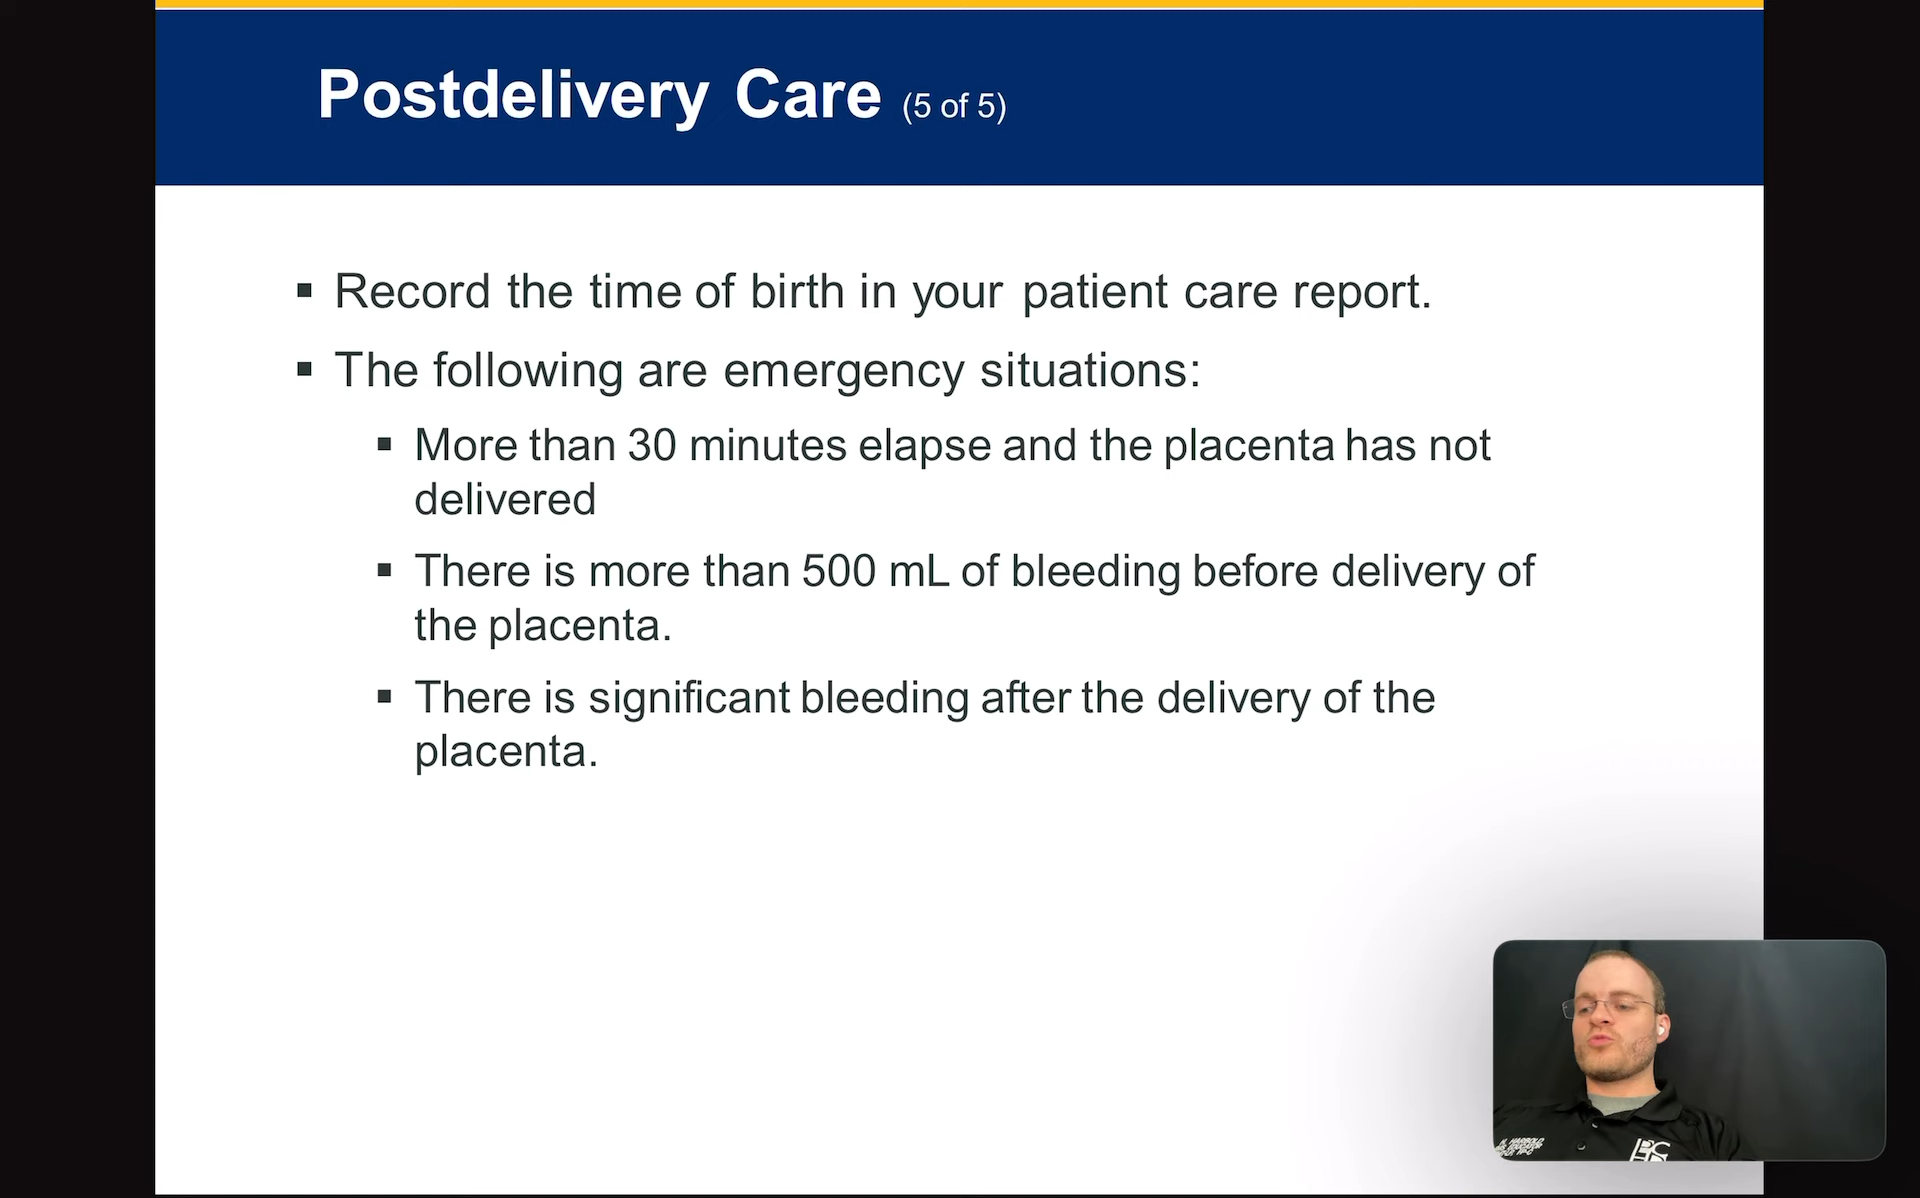 Postdelivery Care (5 of 5)
▪ Record the time of birth in your patient care report.
▪ The following are emergency situations:
▪ More than 30 minutes elapse and the placenta has not
delivered
▪ There is more than 500 mL of bleeding before delivery of
the placenta.
▪ There is significant bleeding after the delivery of the
placenta.
HARBOLD